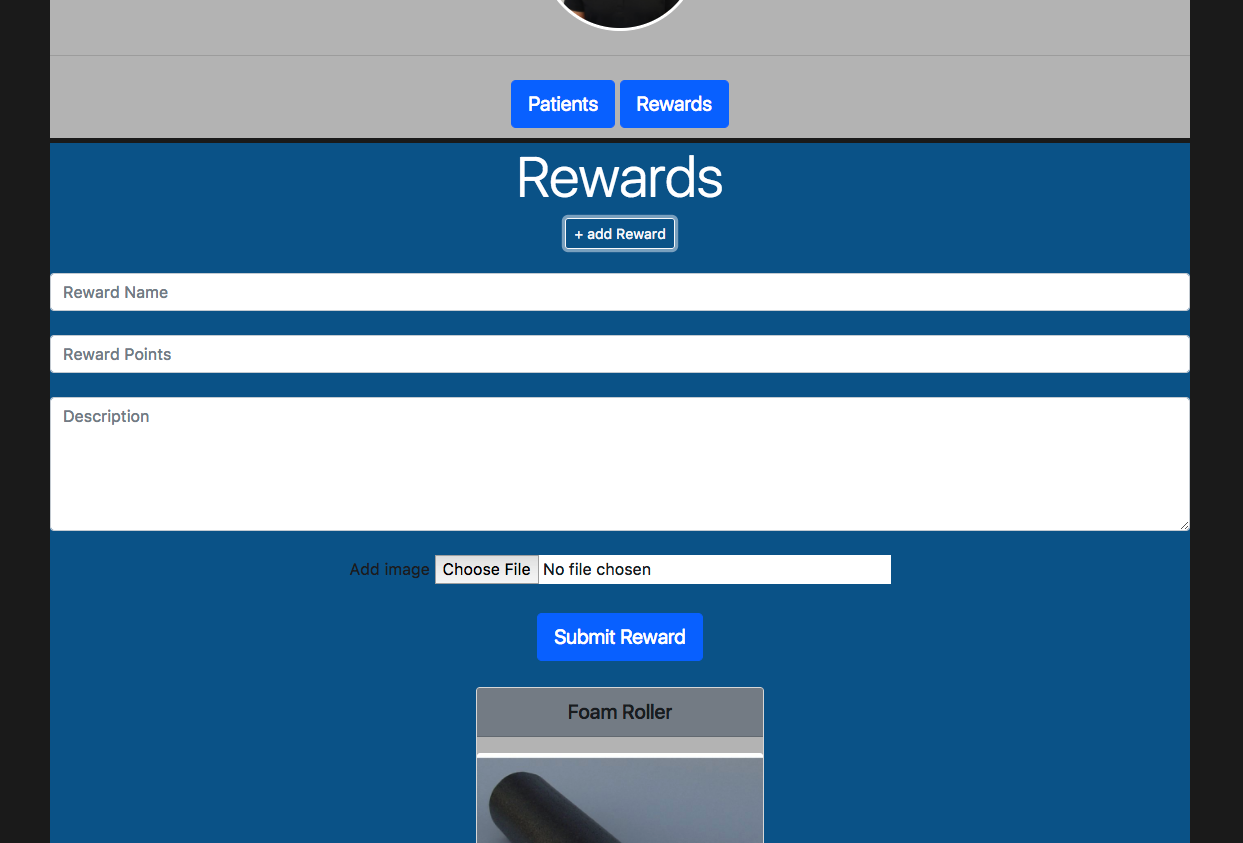 Patients Rewards
Rewards
+ add Reward
Reward Name
Reward Points
Description
Add image Choose File No file chosen
Submit Reward
Foam Roller